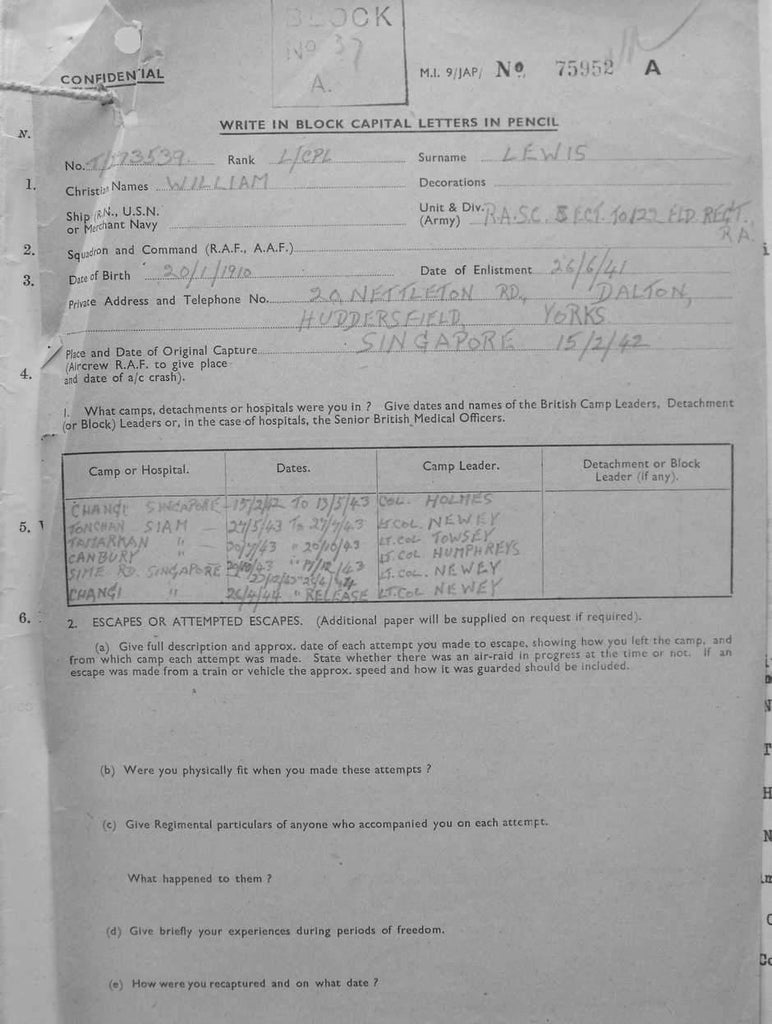 BLOCK
No 37
A.
CONFIDENTIAL
M.I. 9/JAP/ No. 75952 A
WRITE IN BLOCK CAPITAL LETTERS IN PENCIL
N.
No. T/173539 Rank L/CPL Surname LEWIS
1. Christian Names WILLIAM Decorations
Ship (R.N., U.S.N. or Merchant Navy
Unit & Div. (Army) R.A.S.C. SECT. TO 122 FLD REGT. RA
2. Squadron and Command (R.A.F., A.A.F.)
3. Date of Birth 20/1/1910 Date of Enlistment 26/6/41
Private Address and Telephone No. 20, NETTLETON RD., DALTON,
HUDDERSFIELD, YORKS
Place and Date of Original Capture SINGAPORE 15/2/42
(Aircrew R.A.F. to give place
4. and date of a/c crash).
1. What camps, detachments or hospitals were you in ? Give dates and names of the British Camp Leaders, Detachment
(or Block) Leaders or, in the case of hospitals, the Senior British Medical Officers.
Camp or Hospital. Dates. Camp Leader. Detachment or Block Leader (if any).
CHANGI SINGAPORE 15/2/42 TO 13/5/43 COL. HOLMES
5. TONCHAN SIAM TO LT COL. NEWEY
TAMARKAN " " 20/10/43 LT. COL TOWSEY
CANBURY " " LT. COL HUMPHREYS
SIME RD. SINGAPORE LT. COL. NEWEY
CHANGI " 26/4/44 " RELEASE LT. COL NEWEY
6. 2. ESCAPES OR ATTEMPTED ESCAPES. (Additional paper will be supplied on request if required).
(a) Give full description and approx. date of each attempt you made to escape, showing how you left the camp, and
from which camp each attempt was made. State whether there was an air-raid in progress at the time or not. If an
escape was made from a train or vehicle the approx. speed and how it was guarded should be included.
(b) Were you physically fit when you made these attempts ?
(c) Give Regimental particulars of anyone who accompanied you on each attempt.
What happened to them ?
(d) Give briefly your experiences during periods of freedom.
(e) How were you recaptured and on what date ?